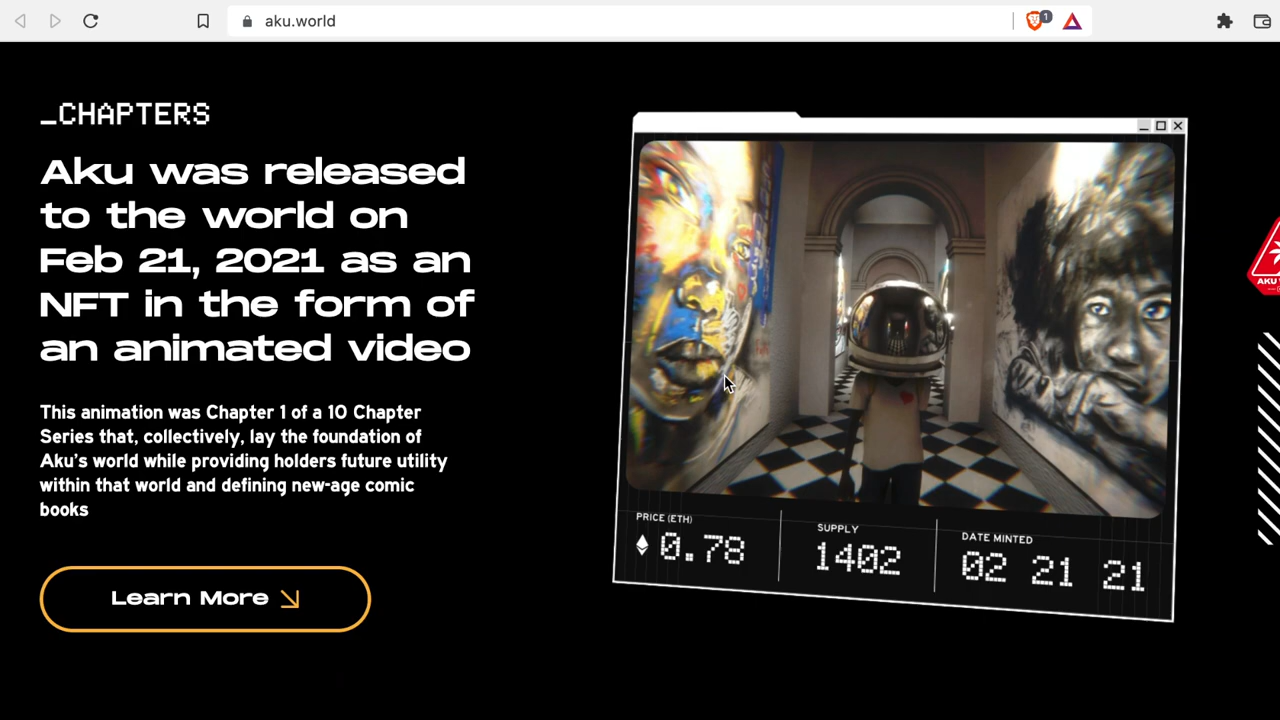 aku.world
1
_CHAPTERS
Aku was released
to the world on
Feb 21, 2021 as an
NFT in the form of
an animated video
This animation was Chapter 1 of a 10 Chapter
Series that, collectively, lay the foundation of
Aku's world while providing holders future utility
within that world and defining new-age comic
books
Learn More
PRICE (ETH)
0.78
SUPPLY
1402
DATE MINTED
02 21 21